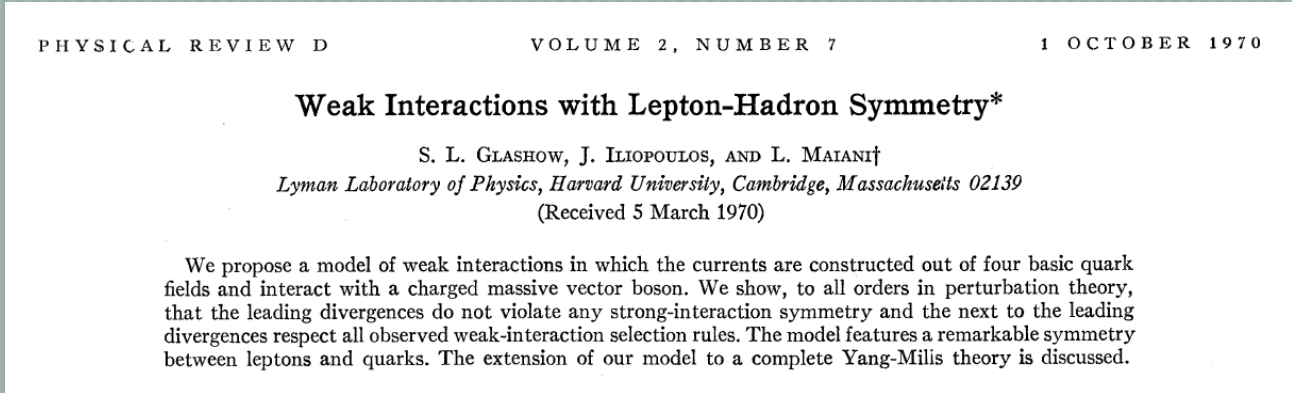 PHYSICAL REVIEW D VOLUME 2, NUMBER 7 1 OCTOBER 1970
Weak Interactions with Lepton-Hadron Symmetry*
S. L. GLASHOW, J. ILIOPOULOS, AND L. MAIANI†
Lyman Laboratory of Physics, Harvard University, Cambridge, Massachusetts 02139
(Received 5 March 1970)
We propose a model of weak interactions in which the currents are constructed out of four basic quark
fields and interact with a charged massive vector boson. We show, to all orders in perturbation theory,
that the leading divergences do not violate any strong-interaction symmetry and the next to the leading
divergences respect all observed weak-interaction selection rules. The model features a remarkable symmetry
between leptons and quarks. The extension of our model to a complete Yang-Milis theory is discussed.